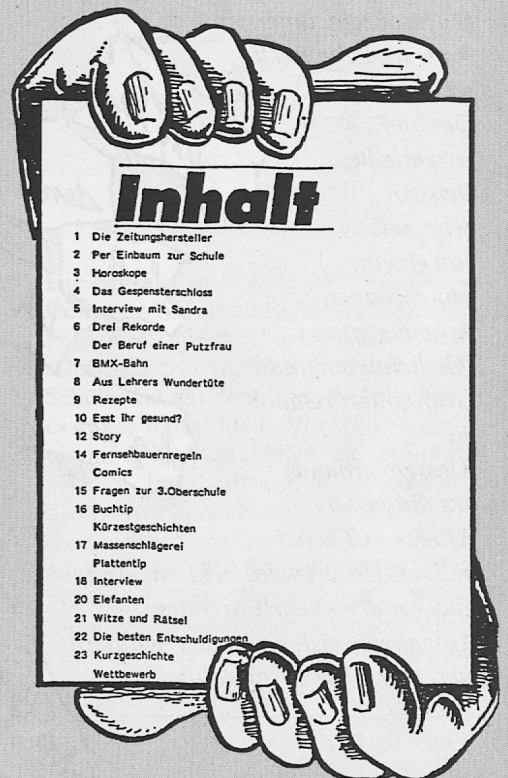 Inhalt
1 Die Zeitungshersteller
2 Per Einbaum zur Schule
3 Horoskope
4 Das Gespensterschloss
5 Interview mit Sandra
6 Drei Rekorde
Der Beruf einer Putzfrau
7 BMX-Bahn
8 Aus Lehrers Wundertüte
9 Rezepte
10 Esst ihr gesund?
12 Story
14 Fernsehbauernregeln
Comics
15 Fragen zur 3.Oberschule
16 Buchtip
Kürzestgeschichten
17 Massenschlägerei
Plattentip
18 Interview
20 Elefanten
21 Witze und Rätsel
22 Die besten Entschuldigungen
23 Kurzgeschichte
Wettbewerb